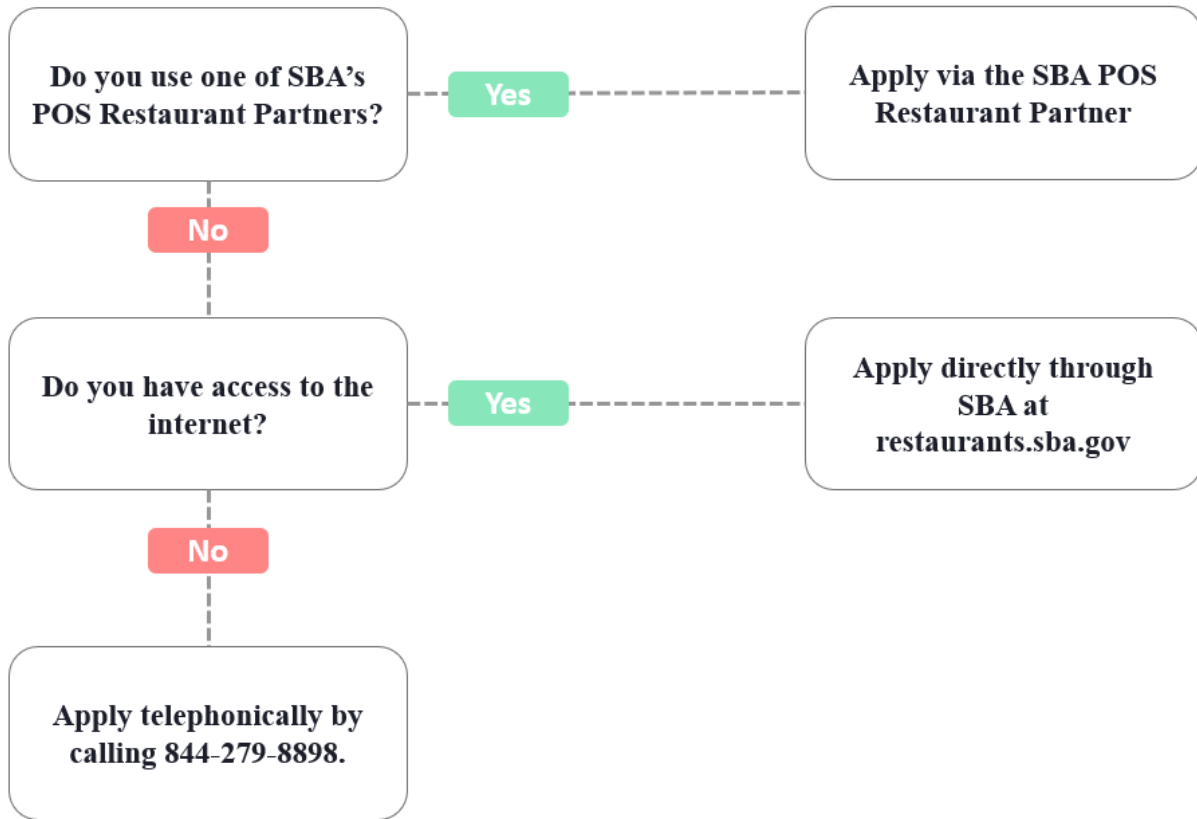 Do you use one of SBA’s
POS Restaurant Partners?
Yes
Apply via the SBA POS
Restaurant Partner
No
Do you have access to the
internet?
Yes
Apply directly through
SBA at
restaurants.sba.gov
No
Apply telephonically by
calling 844-279-8898.